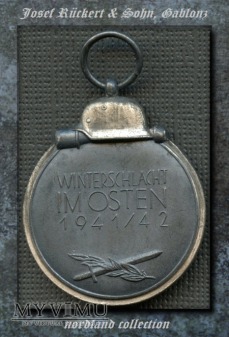 Josef Rückert & Sohn, Gablonz
WINTERSCHLACHT
IM OSTEN
1941/42
MYVIMU
nordland collection